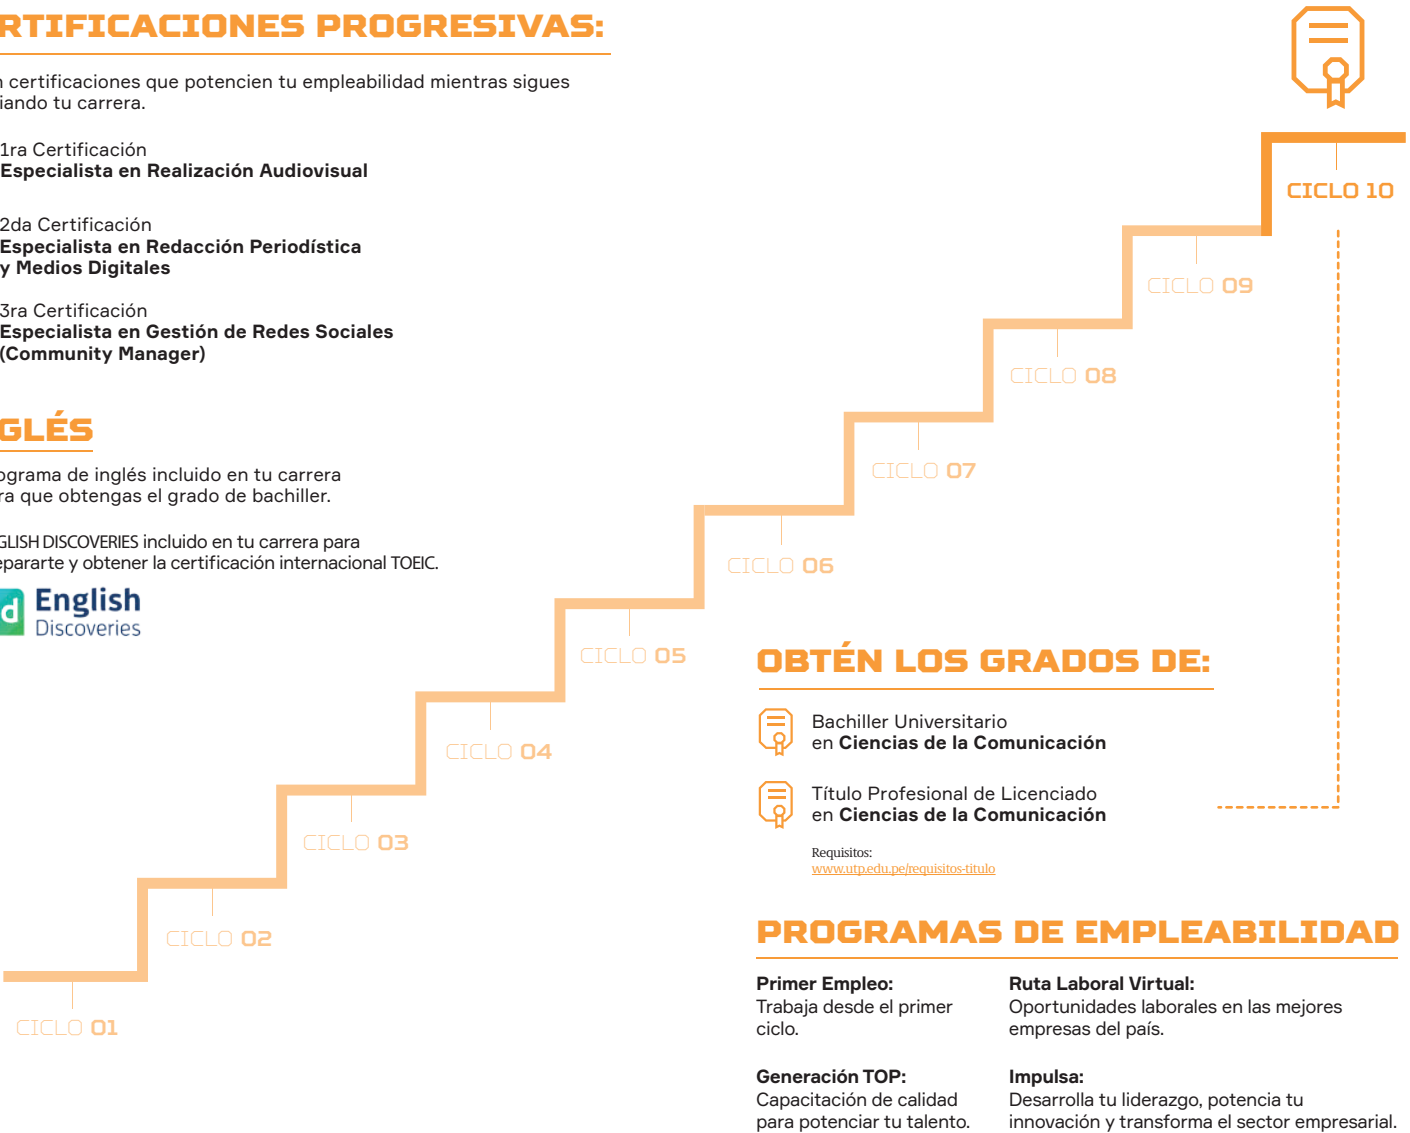 RTIFICACIONES PROGRESIVAS:
n certificaciones que potencien tu empleabilidad mientras sigues
iando tu carrera.
1ra Certificación
Especialista en Realización Audiovisual
2da Certificación
Especialista en Redacción Periodística
y Medios Digitales
3ra Certificación
Especialista en Gestión de Redes Sociales
(Community Manager)
GLÉS
ograma de inglés incluido en tu carrera
ra que obtengas el grado de bachiller.
GLISH DISCOVERIES incluido en tu carrera para
epararte y obtener la certificación internacional TOEIC.
d English
Discoveries
CICLO 10
CICLO 09
CICLO 08
CICLO 07
CICLO 06
CICLO 05
CICLO 04
CICLO 03
CICLO 02
CICLO 01
OBTÉN LOS GRADOS DE:
Bachiller Universitario
en Ciencias de la Comunicación
Título Profesional de Licenciado
en Ciencias de la Comunicación
Requisitos:
www.utp.edu.pe/requisitos-titulo
PROGRAMAS DE EMPLEABILIDAD
Primer Empleo:
Trabaja desde el primer
ciclo.
Ruta Laboral Virtual:
Oportunidades laborales en las mejores
empresas del país.
Generación TOP:
Capacitación de calidad
para potenciar tu talento.
Impulsa:
Desarrolla tu liderazgo, potencia tu
innovación y transforma el sector empresarial.